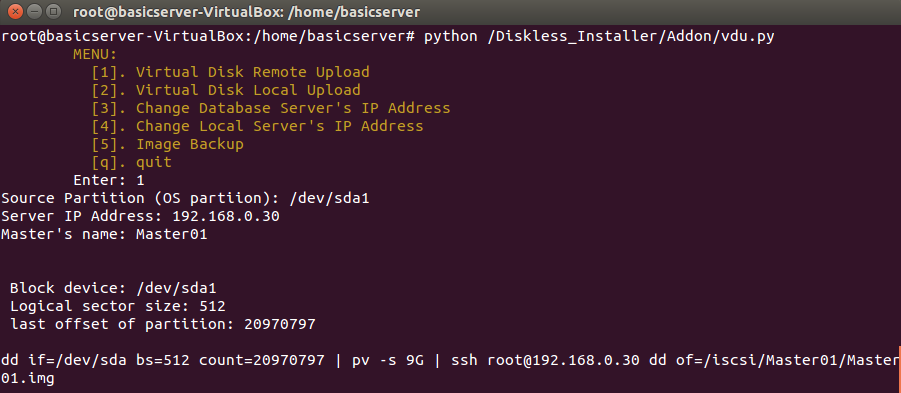 root@basicserver-VirtualBox: /home/basicserver
root@basicserver-VirtualBox:/home/basicserver# python /Diskless_Installer/Addon/vdu.py
MENU:
[1]. Virtual Disk Remote Upload
[2]. Virtual Disk Local Upload
[3]. Change Database Server's IP Address
[4]. Change Local Server's IP Address
[5]. Image Backup
[q]. quit
Enter: 1
Source Partition (OS partiion): /dev/sda1
Server IP Address: 192.168.0.30
Master's name: Master01
Block device: /dev/sda1
Logical sector size: 512
last offset of partition: 20970797
dd if=/dev/sda bs=512 count=20970797 | pv -s 9G | ssh root@192.168.0.30 dd of=/iscsi/Master01/Master
01.img